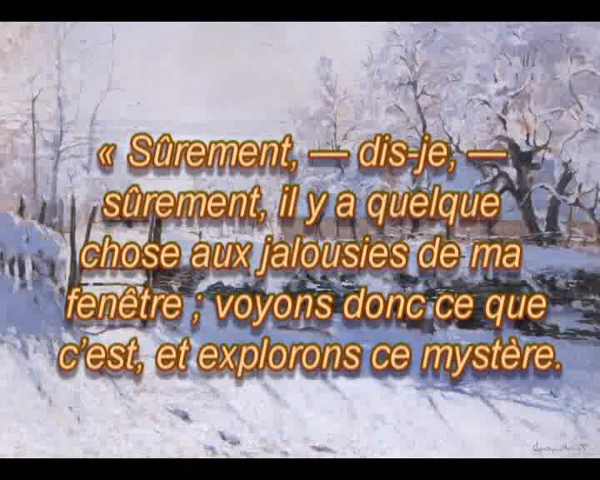 « Sûrement, — dis-je, —
sûrement, il y a quelque
chose aux jalousies de ma
fenêtre ; voyons donc ce que
c’est, et explorons ce mystère.